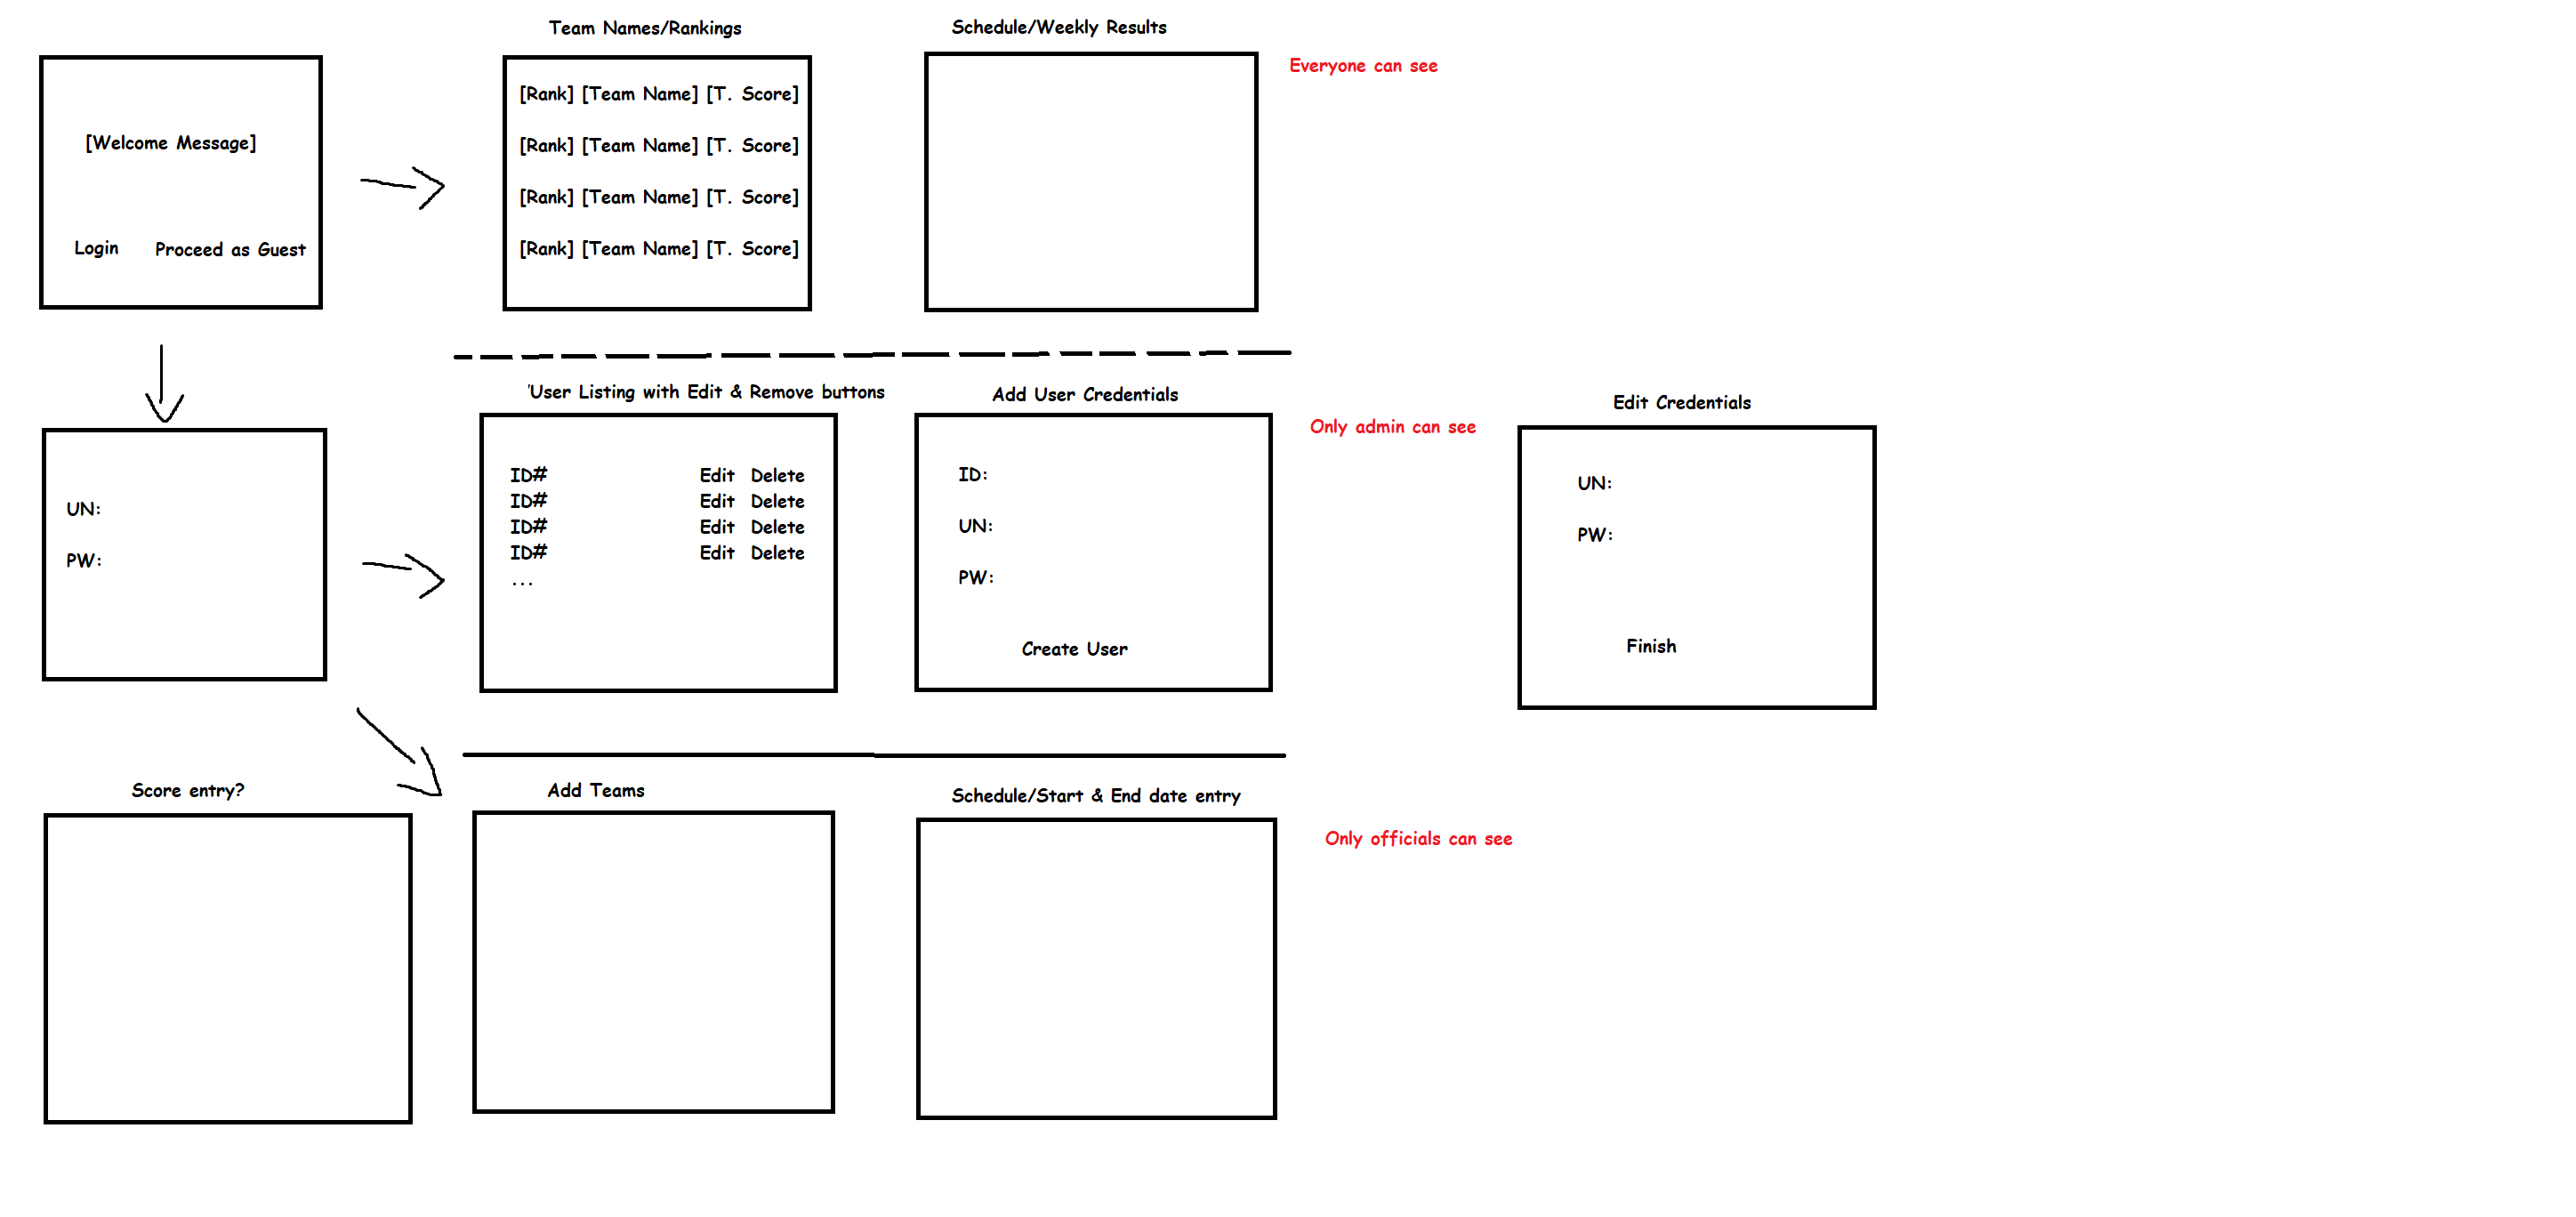 Team Names/Rankings
Schedule/Weekly Results
Everyone can see
[Welcome Message]
Login Proceed as Guest
[Rank] [Team Name] [T. Score]
[Rank] [Team Name] [T. Score]
[Rank] [Team Name] [T. Score]
[Rank] [Team Name] [T. Score]
User Listing with Edit & Remove buttons
Add User Credentials
Only admin can see
Edit Credentials
UN:
PW:
ID# Edit Delete
ID# Edit Delete
ID# Edit Delete
ID# Edit Delete
...
ID:
UN:
PW:
Create User
UN:
PW:
Finish
Score entry?
Add Teams
Schedule/Start & End date entry
Only officials can see